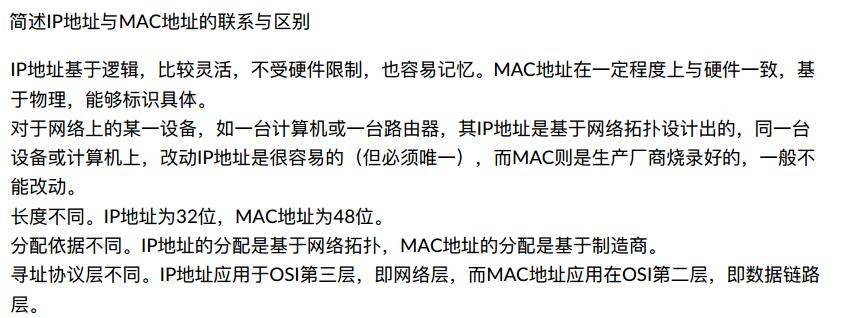 简述IP地址与MAC地址的联系与区别
IP地址基于逻辑，比较灵活，不受硬件限制，也容易记忆。MAC地址在一定程度上与硬件一致，基
于物理，能够标识具体。
对于网络上的某一设备，如一台计算机或一台路由器，其IP地址是基于网络拓扑设计出的，同一台
设备或计算机上，改动IP地址是很容易的（但必须唯一），而MAC则是生产厂商烧录好的，一般不
能改动。
长度不同。IP地址为32位，MAC地址为48位。
分配依据不同。IP地址的分配是基于网络拓扑，MAC地址的分配是基于制造商。
寻址协议层不同。IP地址应用于OSI第三层，即网络层，而MAC地址应用在OSI第二层，即数据链路
层。